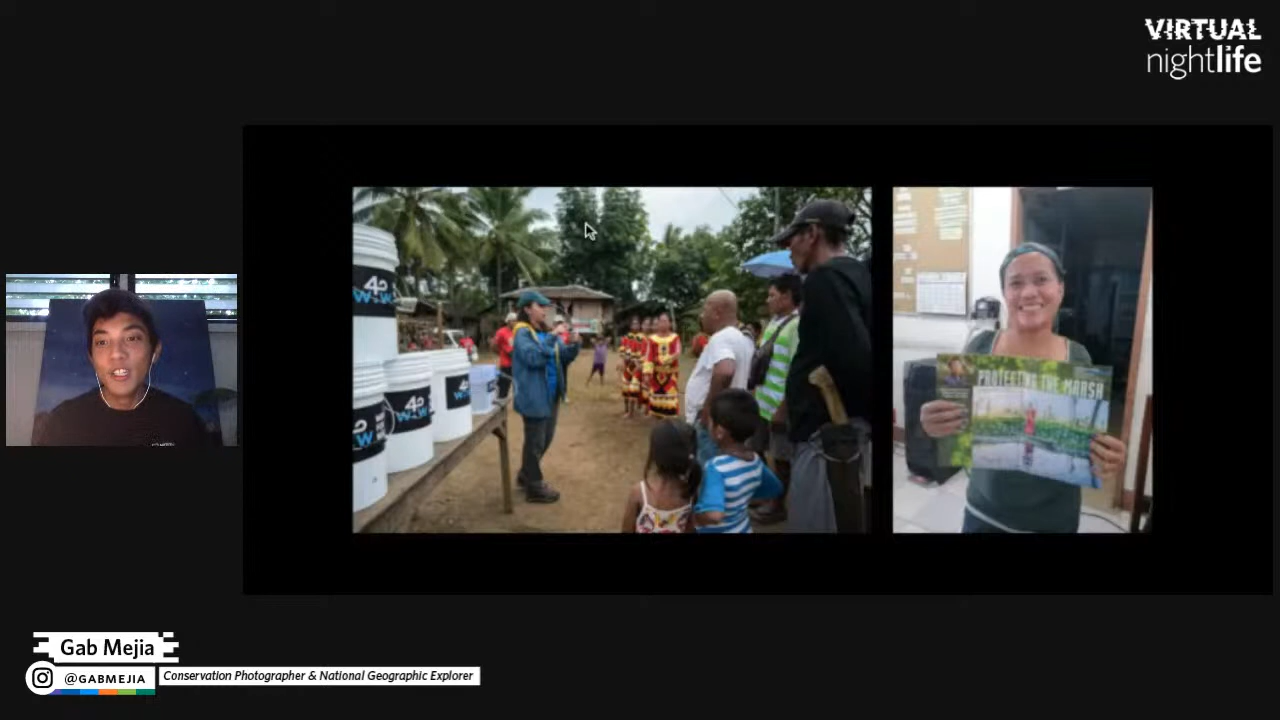 VIRTUAL
nightlife
PROTECTING THE MARSH
Gab Mejia
@GABMEJIA
Conservation Photographer & National Geographic Explorer